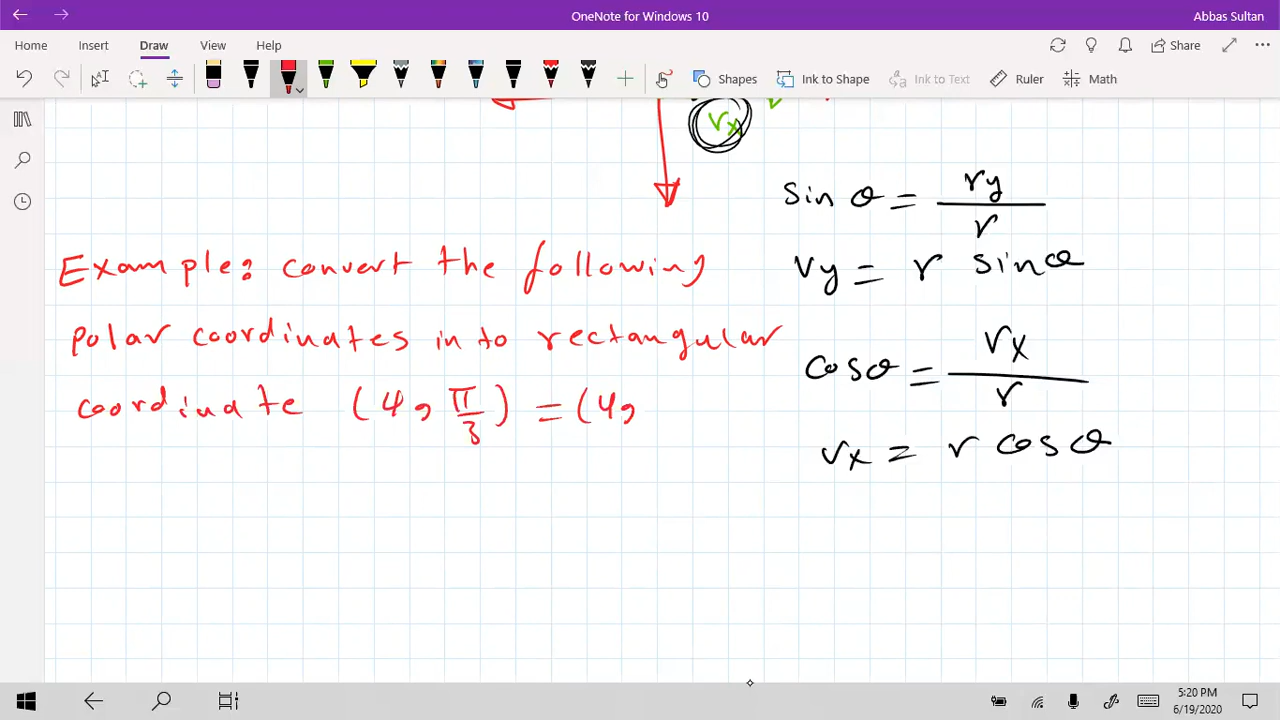 OneNote for Windows 10
Abbas Sultan
Home Insert Draw View Help
Share
Shapes Ink to Shape Ink to Text Ruler Math
vx
sin θ = ry / r
vy = r sin θ
Example: convert the following
polar coordinates in to rectangular
coordinate (4, π/3) = (4,
cos θ = rx / r
vx = r cos θ
5:20 PM
6/19/2020